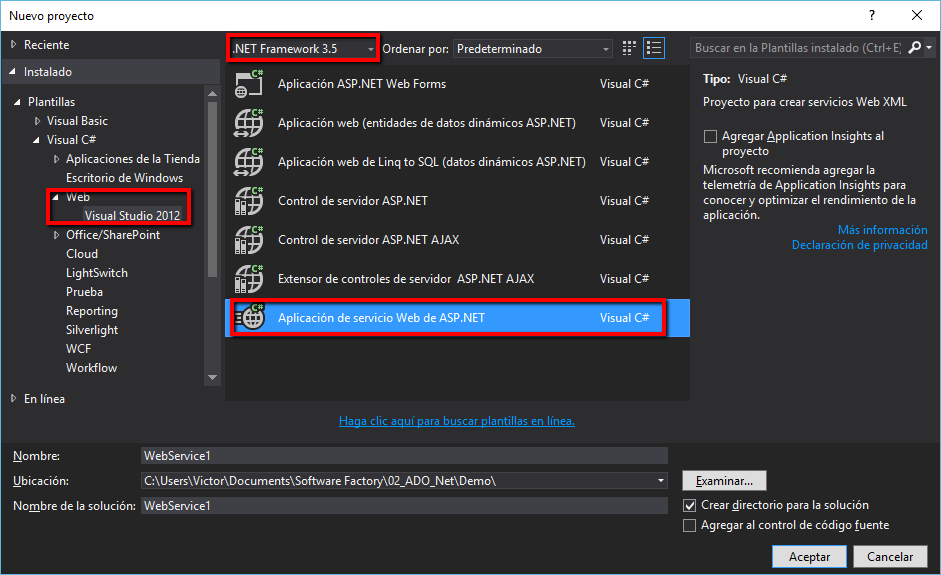 Nuevo proyecto
?
Reciente
.NET Framework 3.5
Ordenar por:
Predeterminado
Buscar en la Plantillas instalado (Ctrl+E)
Instalado
Plantillas
Visual Basic
Visual C#
Aplicaciones de la Tienda
Escritorio de Windows
Web
Visual Studio 2012
Office/SharePoint
Cloud
LightSwitch
Prueba
Reporting
Silverlight
WCF
Workflow
En línea
Aplicación ASP.NET Web Forms Visual C#
Aplicación web (entidades de datos dinámicos ASP.NET) Visual C#
Aplicación web de Linq to SQL (datos dinámicos ASP.NET) Visual C#
Control de servidor ASP.NET Visual C#
Control de servidor ASP.NET AJAX Visual C#
Extensor de controles de servidor ASP.NET AJAX Visual C#
Aplicación de servicio Web de ASP.NET Visual C#
Haga clic aquí para buscar plantillas en línea.
Tipo: Visual C#
Proyecto para crear servicios Web XML
Agregar Application Insights al
proyecto
Microsoft recomienda agregar la
telemetría de Application Insights para
conocer y optimizar el rendimiento de la
aplicación.
Más información
Declaración de privacidad
Nombre: WebService1
Ubicación: C:\Users\Victor\Documents\Software Factory\02_ADO_Net\Demo\
Examinar...
Nombre de la solución: WebService1
Crear directorio para la solución
Agregar al control de código fuente
Aceptar
Cancelar